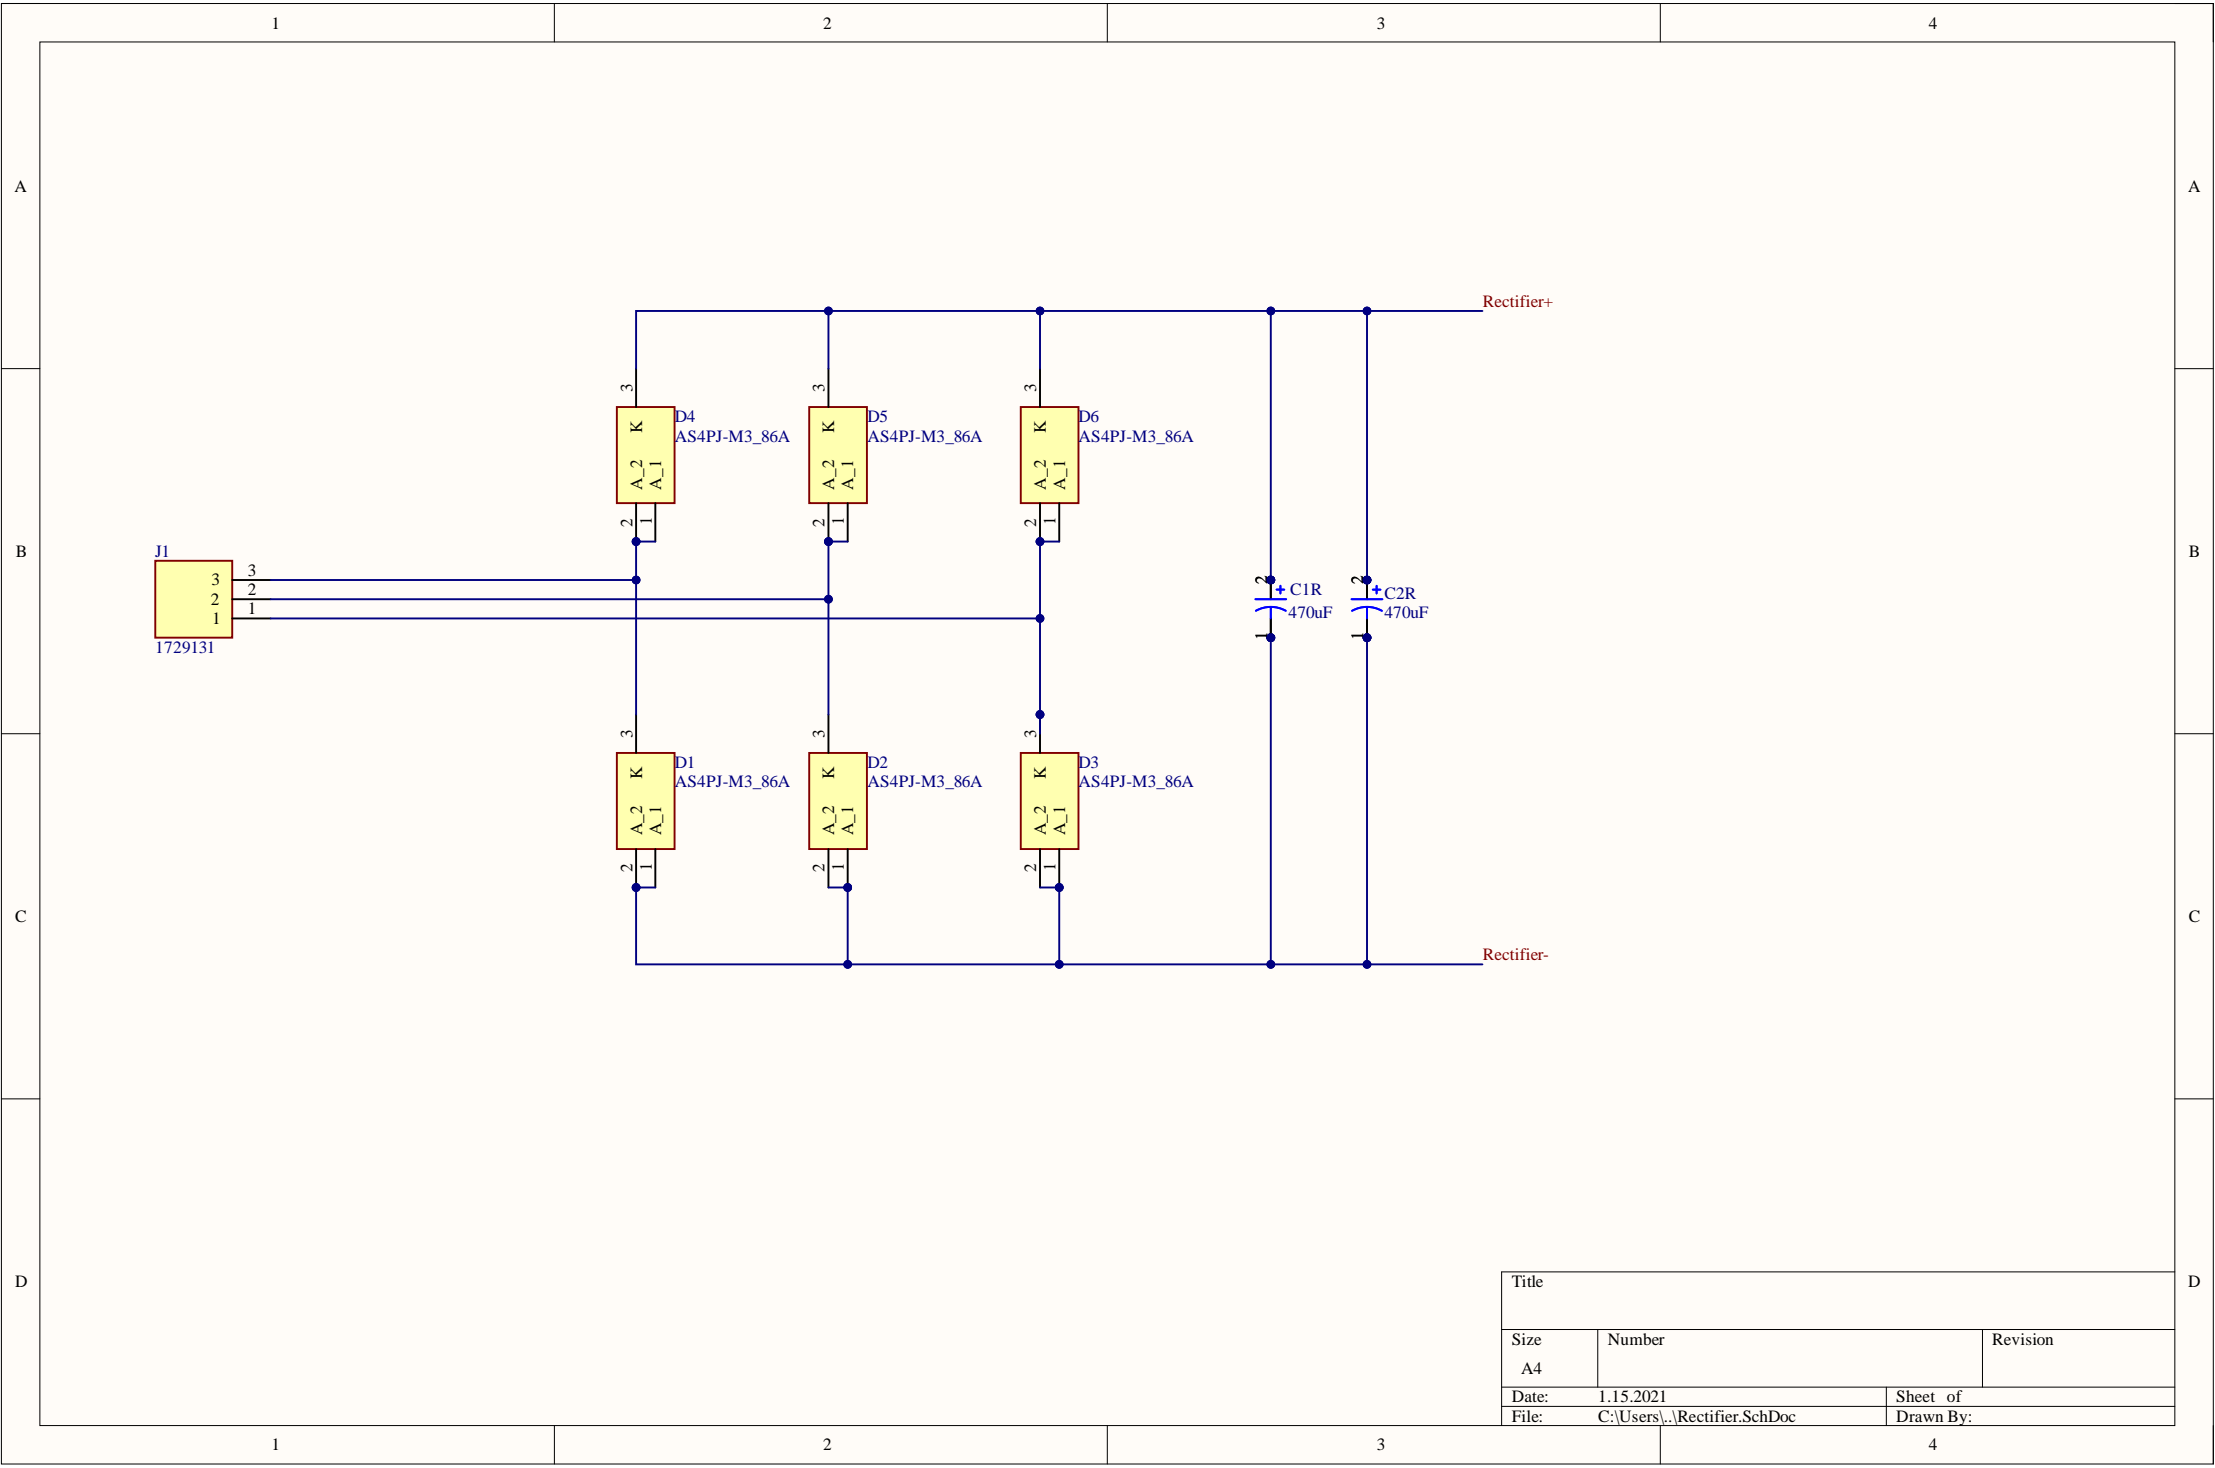 1 2 3 4
A A
Rectifier+
3 3 3
D4 D5 D6
AS4PJ-M3_86A AS4PJ-M3_86A AS4PJ-M3_86A
K K K
A_2 A_1 A_2 A_1 A_2 A_1
2 1 2 1 2 1
B B
J1
3 3
2 2
1 1
1729131
2 + C1R 2 + C2R
470uF 470uF
1 1
3 3 3
D1 D2 D3
AS4PJ-M3_86A AS4PJ-M3_86A AS4PJ-M3_86A
K K K
A_2 A_1 A_2 A_1 A_2 A_1
2 1 2 1 2 1
C C
Rectifier-
D D
Title
Size Number Revision
A4
Date: 1.15.2021 Sheet of
File: C:\Users\..\Rectifier.SchDoc Drawn By:
1 2 3 4